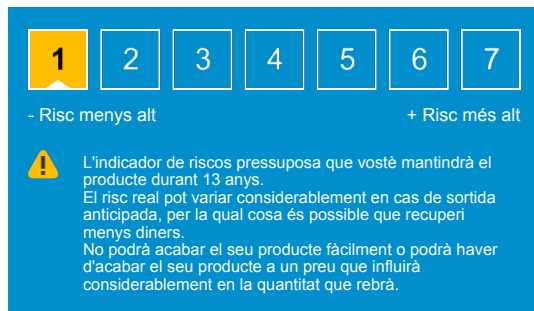 1 2 3 4 5 6 7
- Risc menys alt + Risc més alt
L'indicador de riscos pressuposa que vostè mantindrà el
producte durant 13 anys.
El risc real pot variar considerablement en cas de sortida
anticipada, per la qual cosa és possible que recuperi
menys diners.
No podrà acabar el seu producte fàcilment o podrà haver
d'acabar el seu producte a un preu que influirà
considerablement en la quantitat que rebrà.